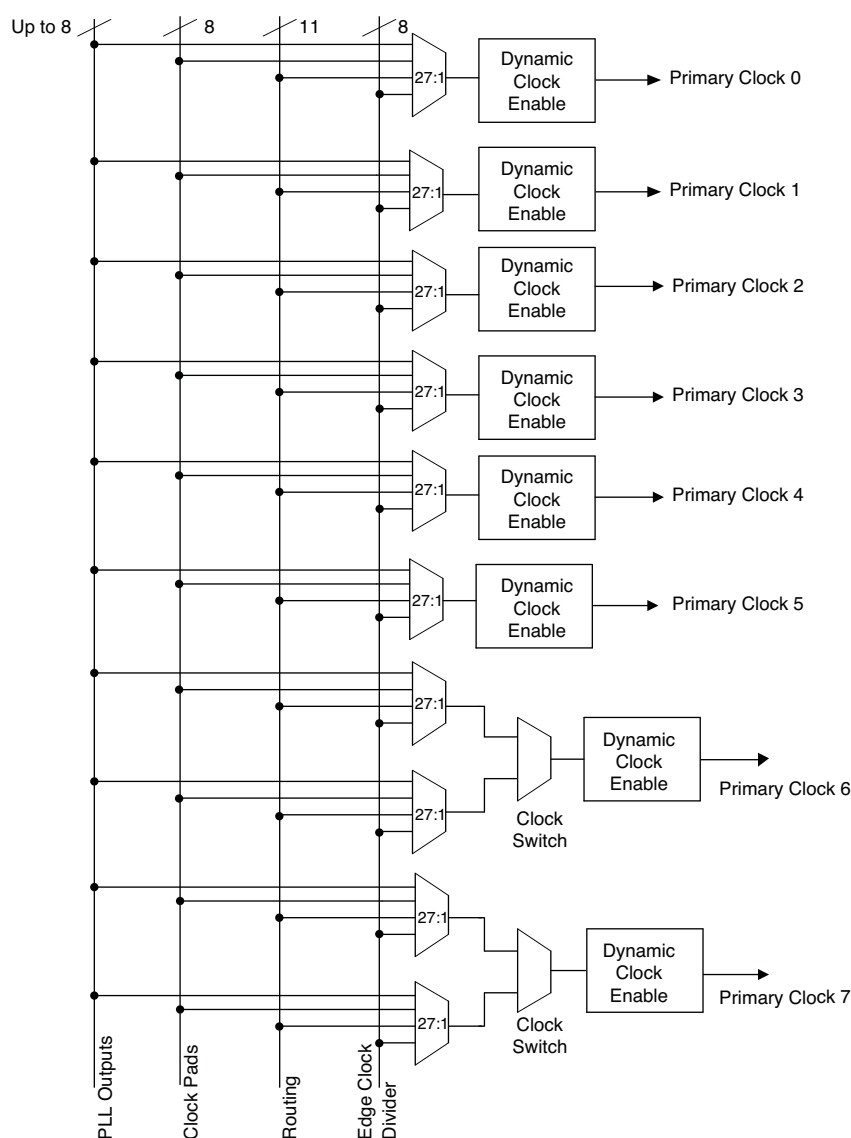 Up to 8
8
11
8
27:1
Dynamic
Clock
Enable
Primary Clock 0
27:1
Dynamic
Clock
Enable
Primary Clock 1
27:1
Dynamic
Clock
Enable
Primary Clock 2
27:1
Dynamic
Clock
Enable
Primary Clock 3
27:1
Dynamic
Clock
Enable
Primary Clock 4
27:1
Dynamic
Clock
Enable
Primary Clock 5
27:1
27:1
Clock
Switch
Dynamic
Clock
Enable
Primary Clock 6
27:1
27:1
Clock
Switch
Dynamic
Clock
Enable
Primary Clock 7
PLL Outputs
Clock Pads
Routing
Edge Clock
Divider